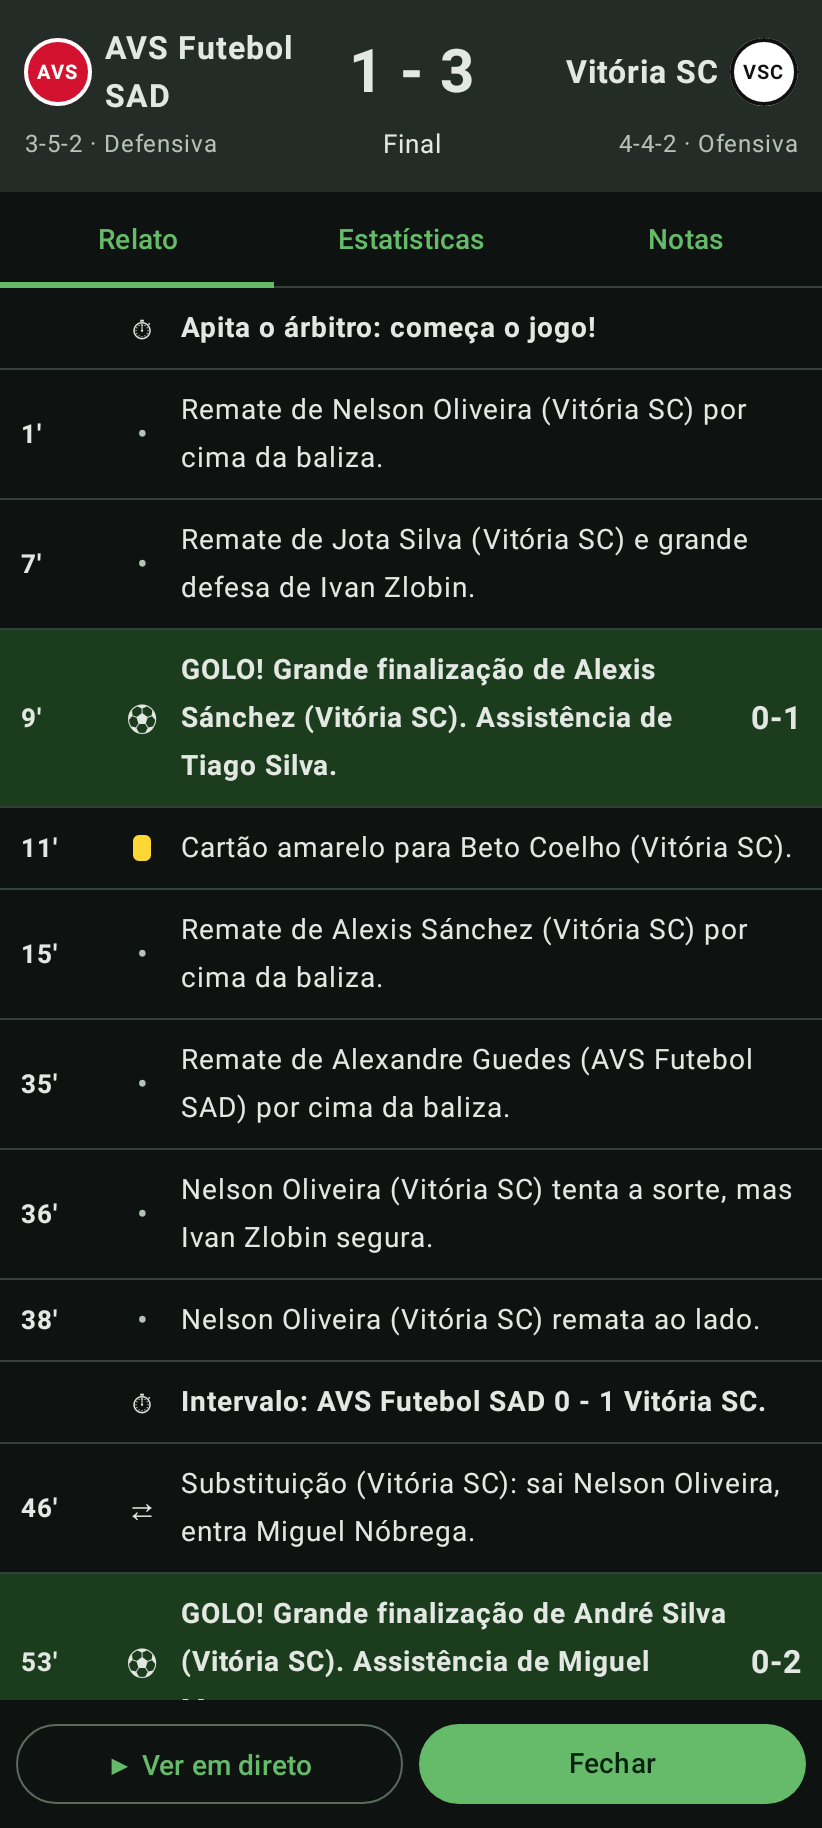 AVS
AVS Futebol
SAD
1 - 3
Vitória SC
VSC
3-5-2 · Defensiva
Final
4-4-2 · Ofensiva
Relato
Estatísticas
Notas
Apita o árbitro: começa o jogo!
1'
Remate de Nelson Oliveira (Vitória SC) por
cima da baliza.
7'
Remate de Jota Silva (Vitória SC) e grande
defesa de Ivan Zlobin.
9'
GOLO! Grande finalização de Alexis
Sánchez (Vitória SC). Assistência de
Tiago Silva.
0-1
11'
Cartão amarelo para Beto Coelho (Vitória SC).
15'
Remate de Alexis Sánchez (Vitória SC) por
cima da baliza.
35'
Remate de Alexandre Guedes (AVS Futebol
SAD) por cima da baliza.
36'
Nelson Oliveira (Vitória SC) tenta a sorte, mas
Ivan Zlobin segura.
38'
Nelson Oliveira (Vitória SC) remata ao lado.
Intervalo: AVS Futebol SAD 0 - 1 Vitória SC.
46'
Substituição (Vitória SC): sai Nelson Oliveira,
entra Miguel Nóbrega.
53'
GOLO! Grande finalização de André Silva
(Vitória SC). Assistência de Miguel
0-2
► Ver em direto
Fechar